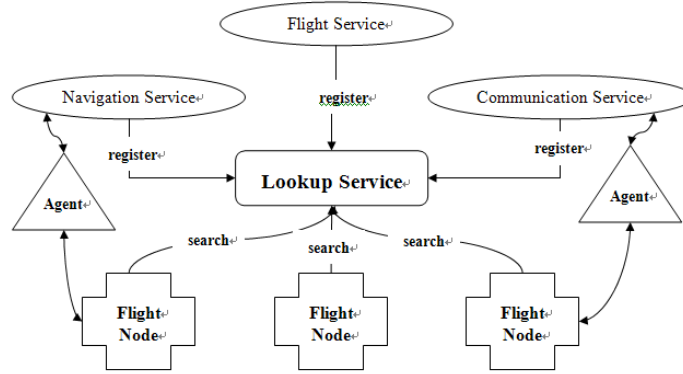 Flight Service
register
Navigation Service
Communication Service
register
register
Lookup Service
Agent
Agent
search
search
search
Flight
Node
Flight
Node
Flight
Node